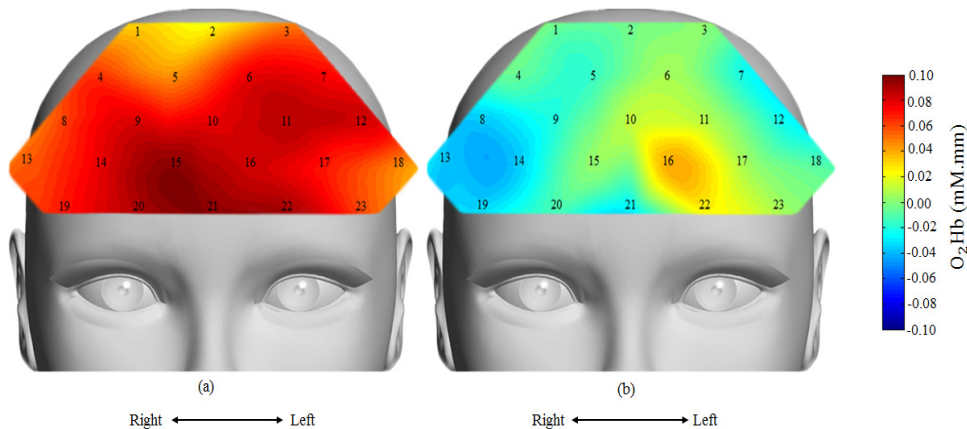 1 2 3
4 5 6 7
8 9 10 11 12
13 14 15 16 17 18
19 20 21 22 23
(a)
Right Left
1 2 3
4 5 6 7
8 9 10 11 12
13 14 15 16 17 18
19 20 21 22 23
(b)
Right Left
0.10
0.08
0.06
0.04
0.02
0.00
-0.02
-0.04
-0.06
-0.08
-0.10
O₂Hb (mM.mm)